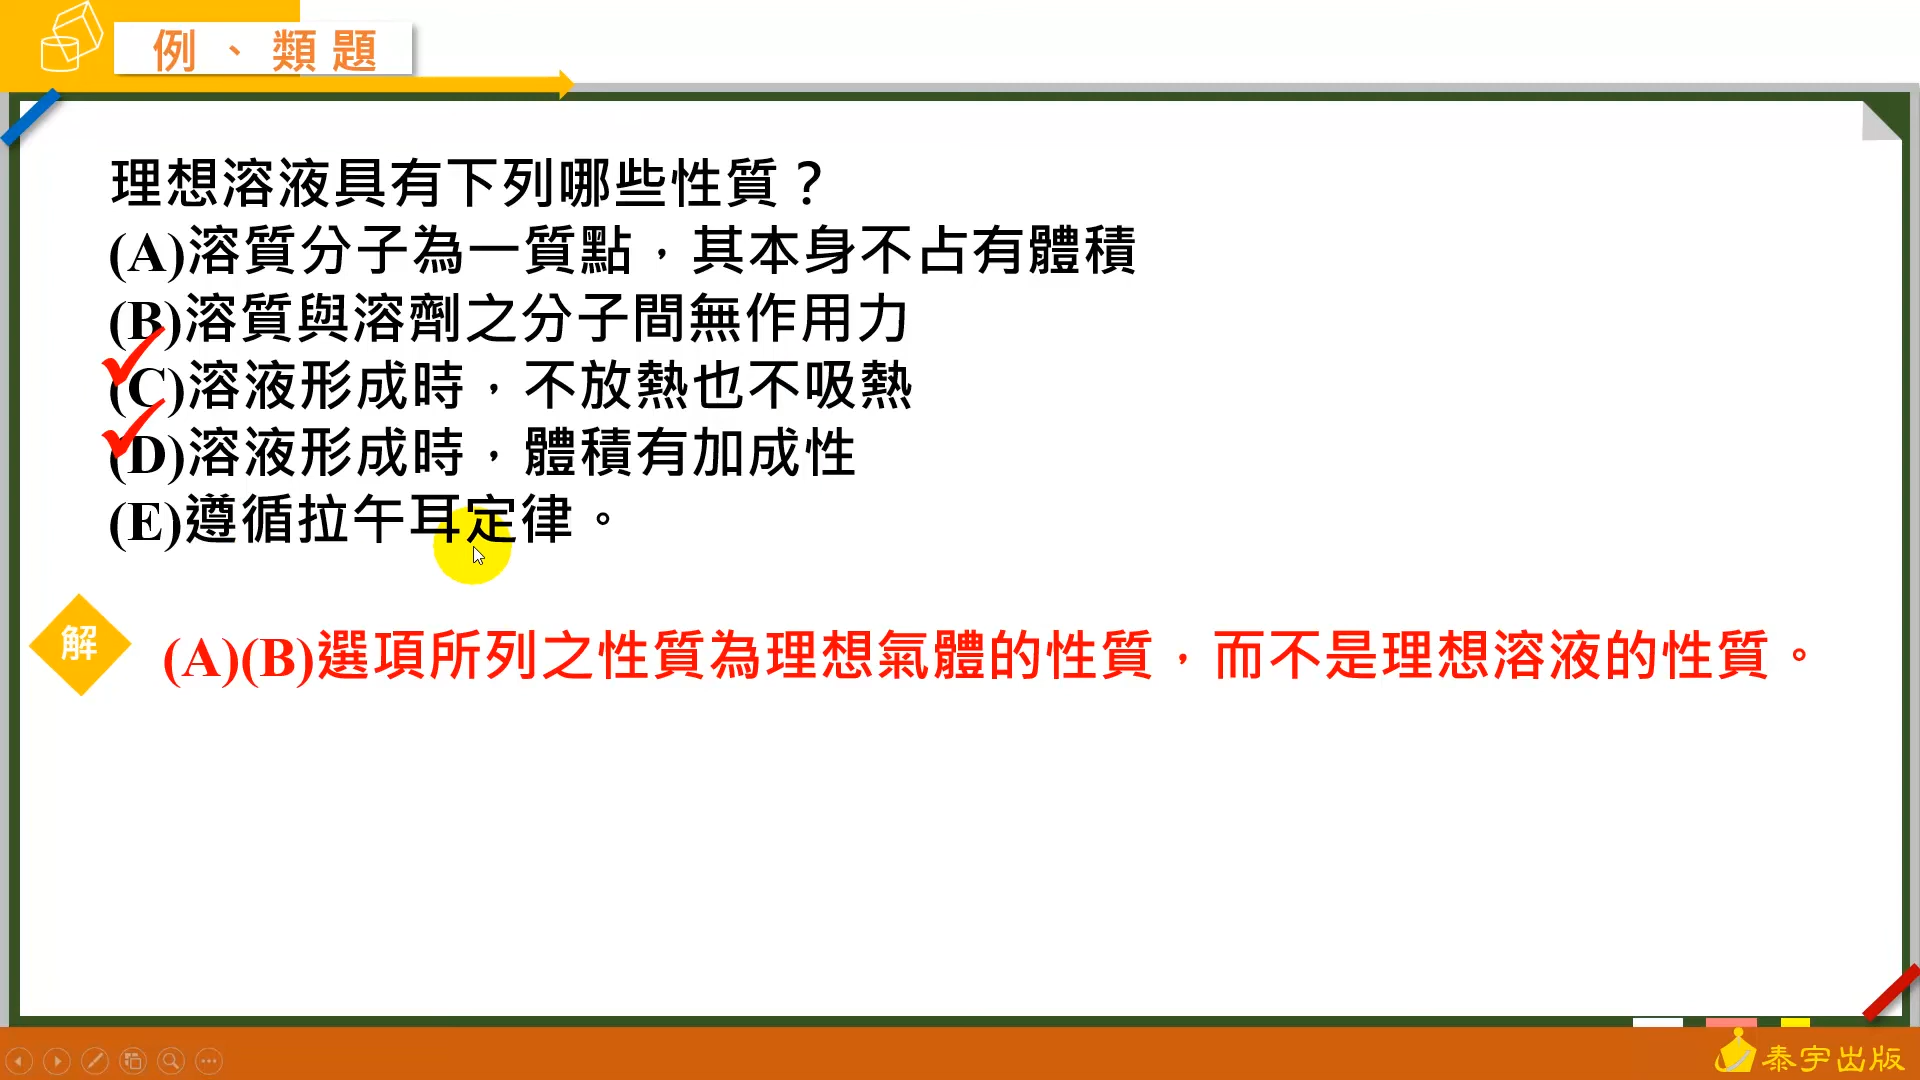 例、類題
理想溶液具有下列哪些性質？
(A)溶質分子為一質點，其本身不占有體積
(B)溶質與溶劑之分子間無作用力
(C)溶液形成時，不放熱也不吸熱
(D)溶液形成時，體積有加成性
(E)遵循拉午耳定律。
解
(A)(B)選項所列之性質為理想氣體的性質，而不是理想溶液的性質。
泰宇出版